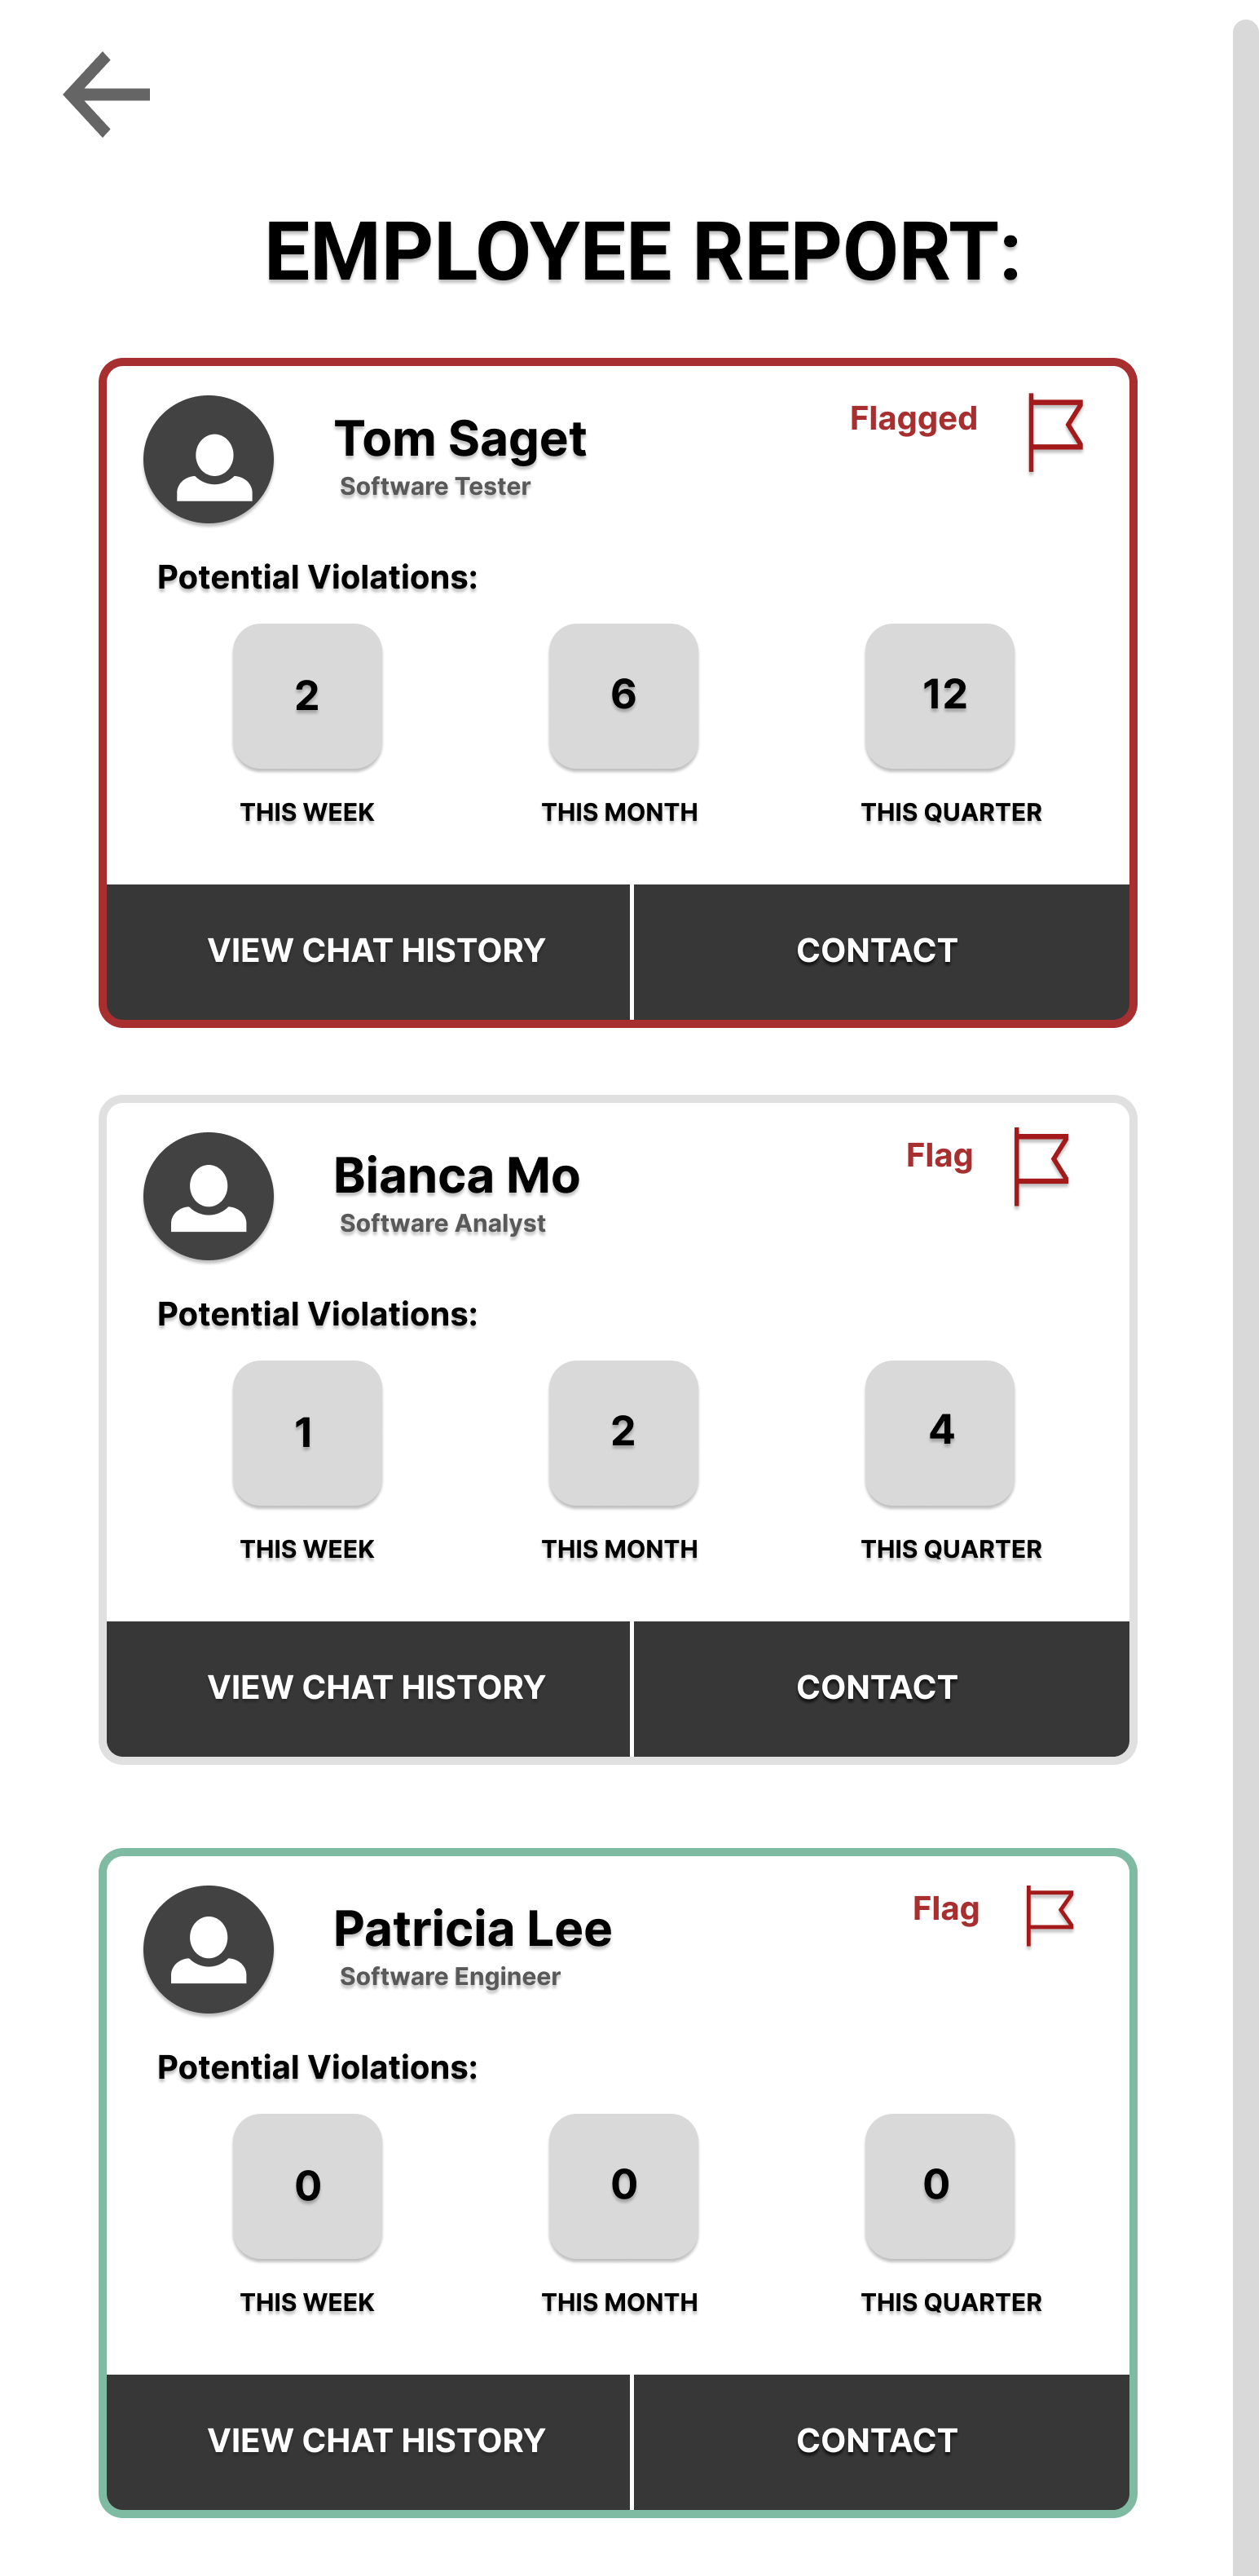 EMPLOYEE REPORT:
Tom Saget
Flagged
Software Tester
Potential Violations:
2 6 12
THIS WEEK THIS MONTH THIS QUARTER
VIEW CHAT HISTORY CONTACT
Bianca Mo
Flag
Software Analyst
Potential Violations:
1 2 4
THIS WEEK THIS MONTH THIS QUARTER
VIEW CHAT HISTORY CONTACT
Patricia Lee
Flag
Software Engineer
Potential Violations:
0 0 0
THIS WEEK THIS MONTH THIS QUARTER
VIEW CHAT HISTORY CONTACT